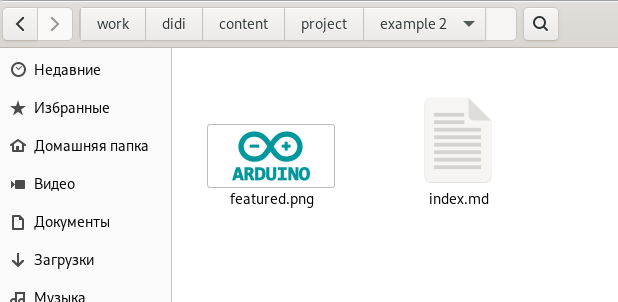 work didi content project example 2
Недавние
Избранные
Домашняя папка
Видео
Документы
Загрузки
Музыка
ARDUINO
featured.png
index.md